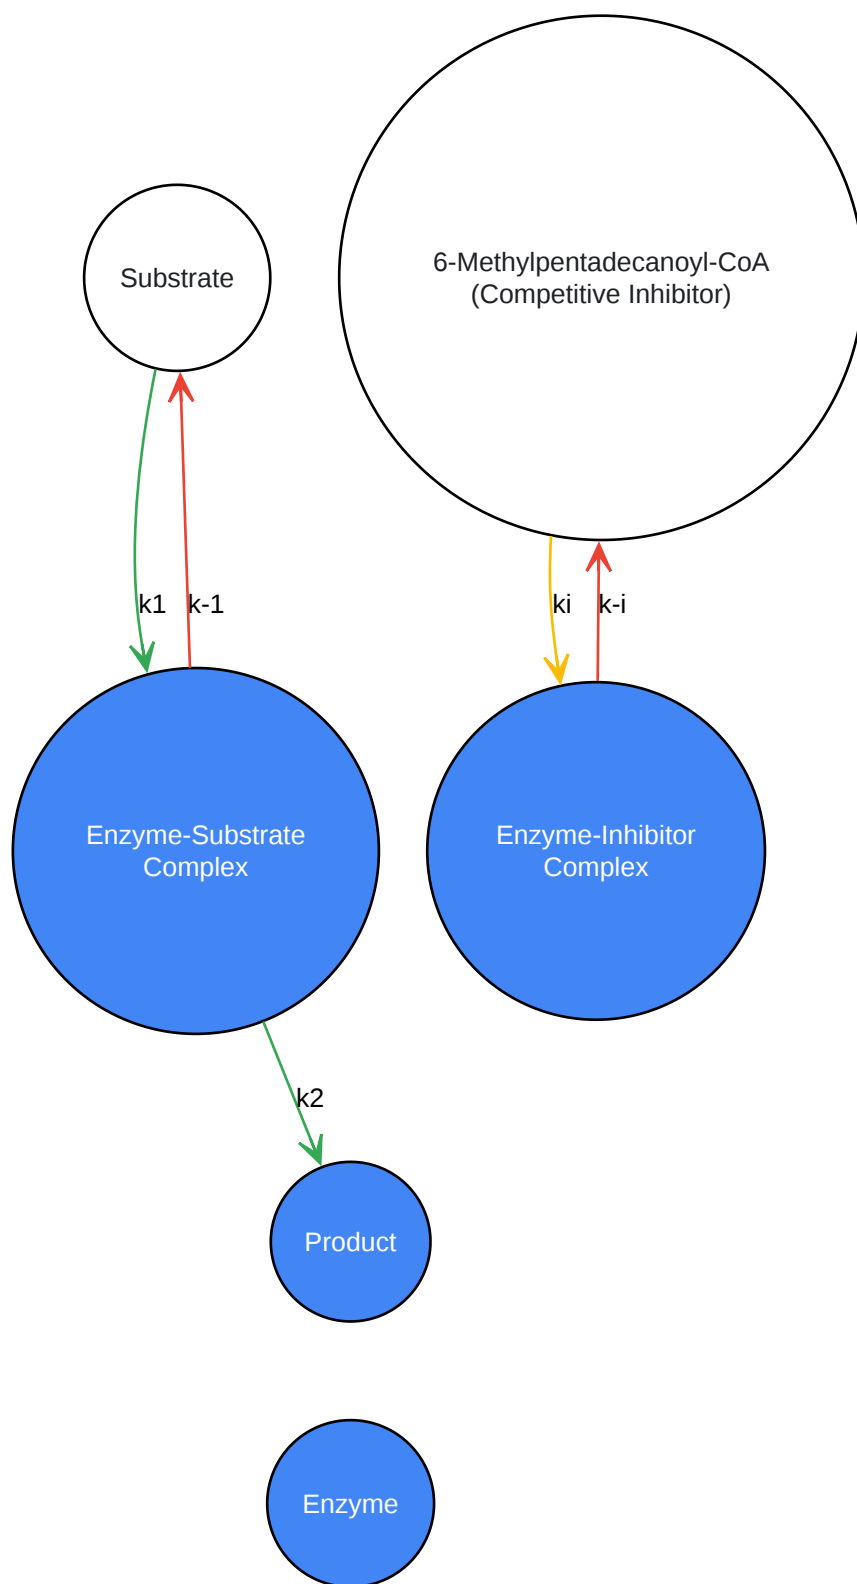 Substrate
6-Methylpentadecanoyl-CoA
(Competitive Inhibitor)
k1
k-1
ki
k-i
Enzyme-Substrate
Complex
Enzyme-Inhibitor
Complex
k2
Product
Enzyme